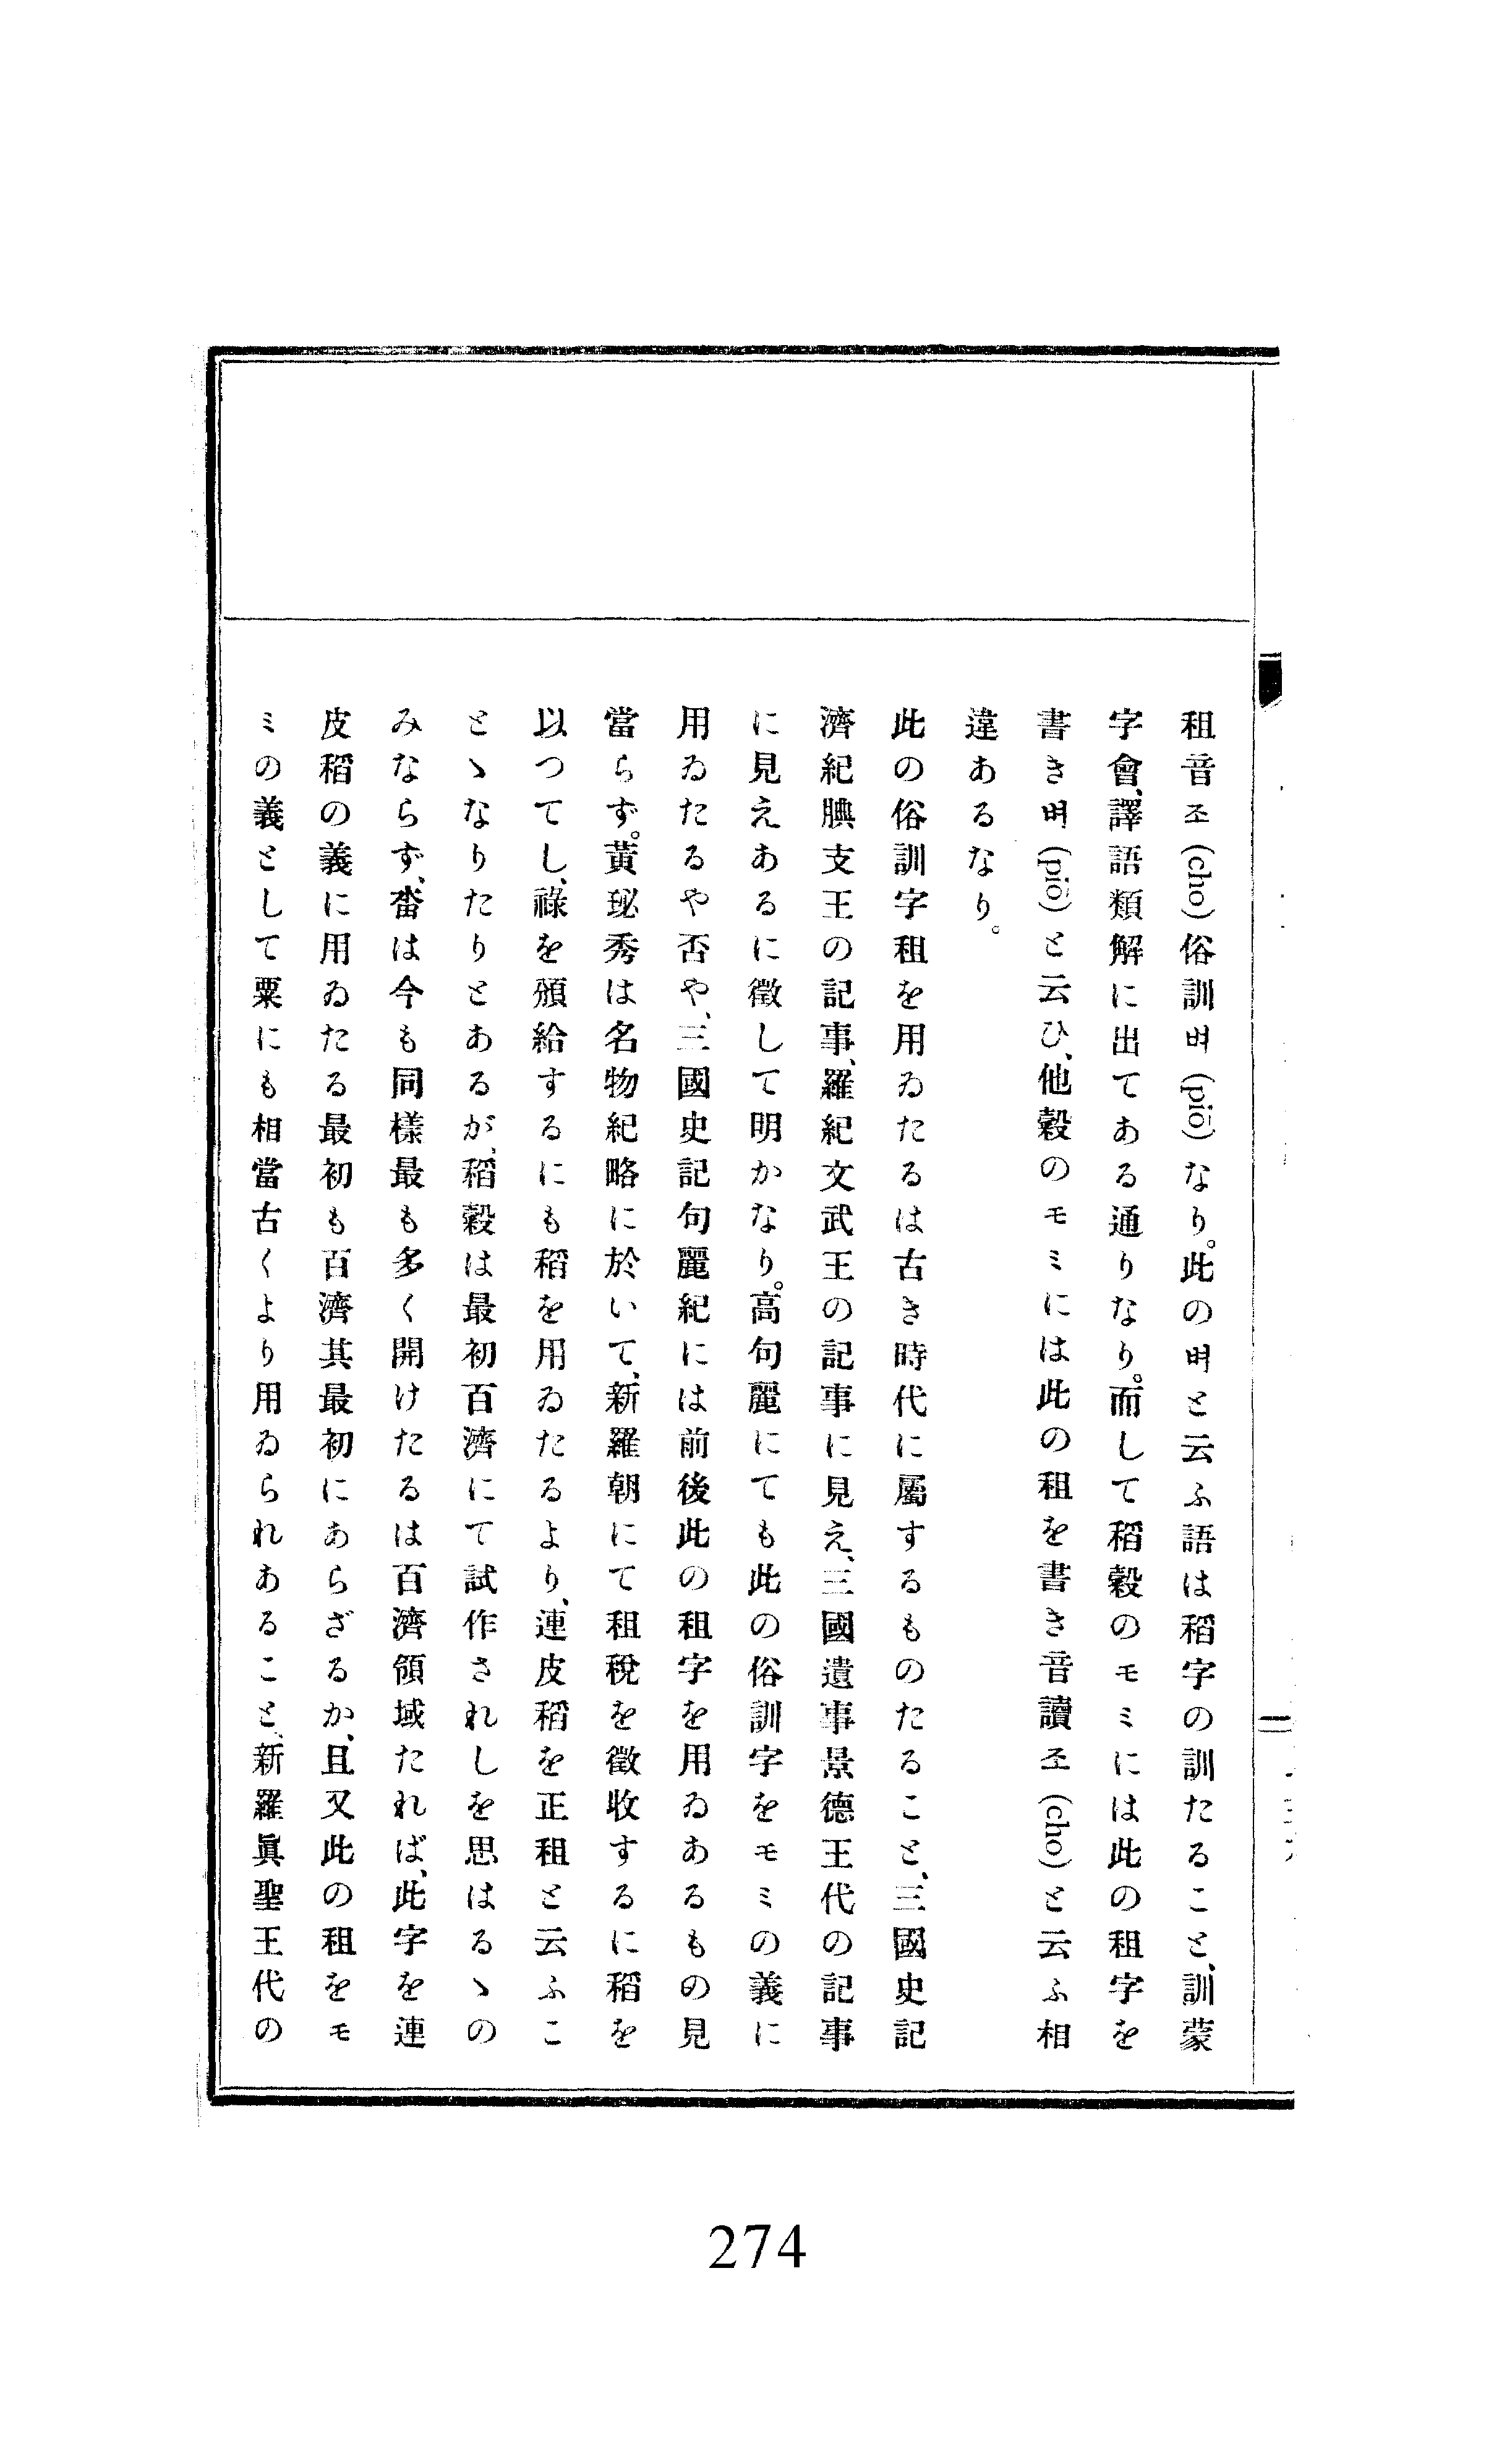 租音조(cho)俗訓벼(piö)なり。此の벼と云ふ語は稻字の訓たること、訓蒙
字會、譯語類解に出てある通りなり。而して稻穀のモミには此の租字を
書き벼(piö)と云ひ、他穀のモミには此の租を書き音讀조(cho)と云ふ相
違あるなり。
此の俗訓字租を用ゐたるは古き時代に屬するものたること、三國史記
濟紀腆支王の記事、羅紀文武王の記事に見え、三國遺事景德王代の記事
に見えあるに徵して明かなり。高句麗にても此の俗訓字をモミの義に
用ゐたるや否や、三國史記句麗紀には前後此の租字を用ゐあるもの見
當らず。黃玹秀は名物紀略に於いて、新羅朝にて租稅を徵收するに稻を
以つてし、祿を頒給するにも稻を用ゐたるより、連皮稻を正租と云ふこ
とゝなりたりとあるが、稻穀は最初百濟にて試作されしを思はるゝの
みならず、畓は今も同樣最も多く開けたるは百濟領域たれば、此字を連
皮稻の義に用ゐたる最初も百濟其最初にあらざるか、且又此の租をモ
ミの義として粟にも相當古くより用ゐられあること、新羅眞聖王代の
274